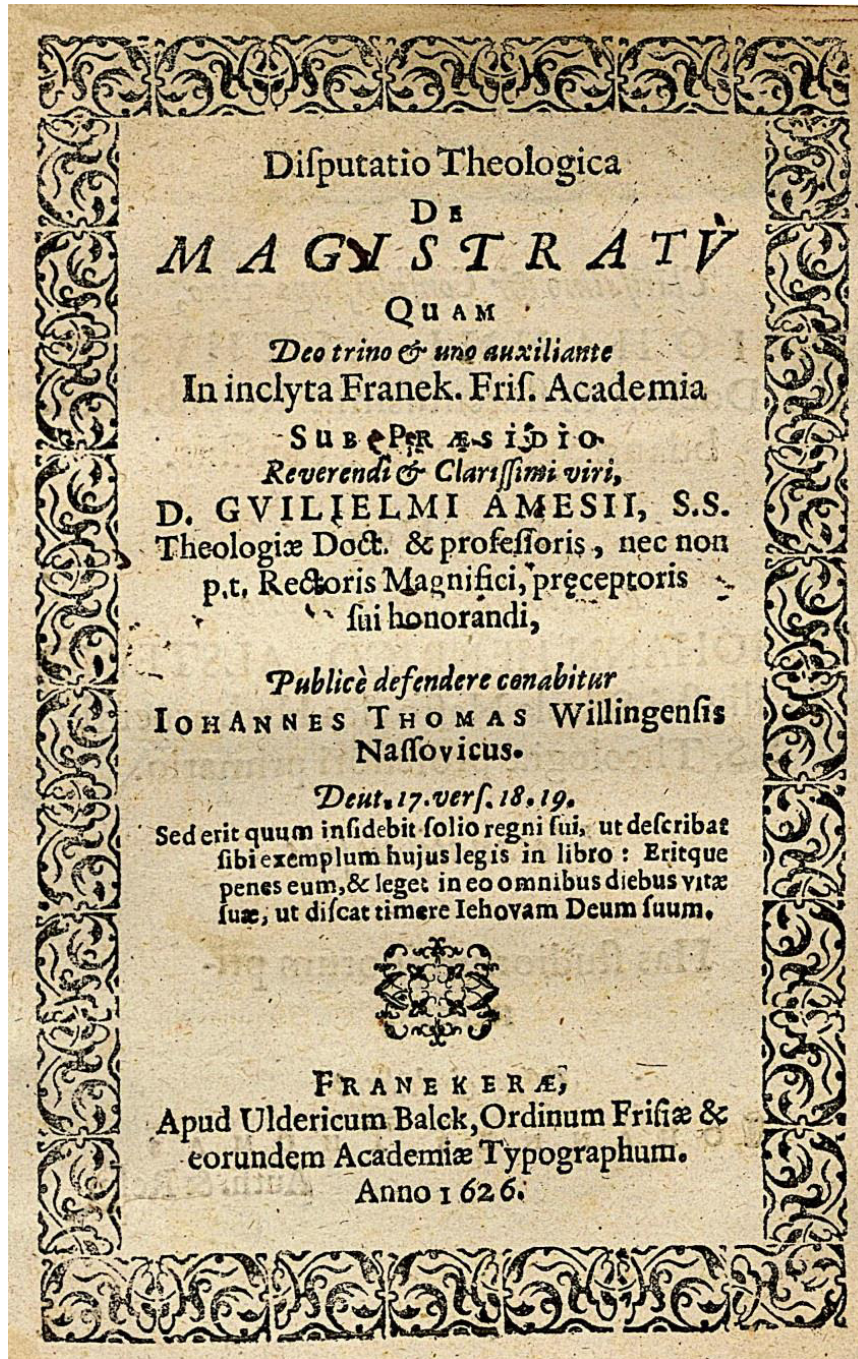 Diſputatio Theologica
DE
MAGISTRATV̀
QUAM
Deo trino & uno auxiliante
In inclyta Franek. Friſ. Academia
SUB PRÆSIDIO
Reverendi & Clariſſimi viri,
D. GVILIELMI AMESII, S.S.
Theologiæ Doct. & profeſſoris, nec non
p.t. Rectoris Magnifici, pręceptoris
ſui honorandi,
Publicè defendere conabitur
IOHANNES THOMAS Willingenſis
Naſſovicus.
Deut. 17. verſ. 18. 19.
Sed erit quum inſidebit ſolio regni ſui, ut deſcribat
ſibi exemplum hujus legis in libro : Eritque
penes eum, & leget in eo omnibus diebus vitæ
ſuæ, ut diſcat timere Iehovam Deum ſuum.
FRANEKERÆ,
Apud Uldericum Balck, Ordinum Friſiæ &
eorundem Academiæ Typographum.
Anno 1626.